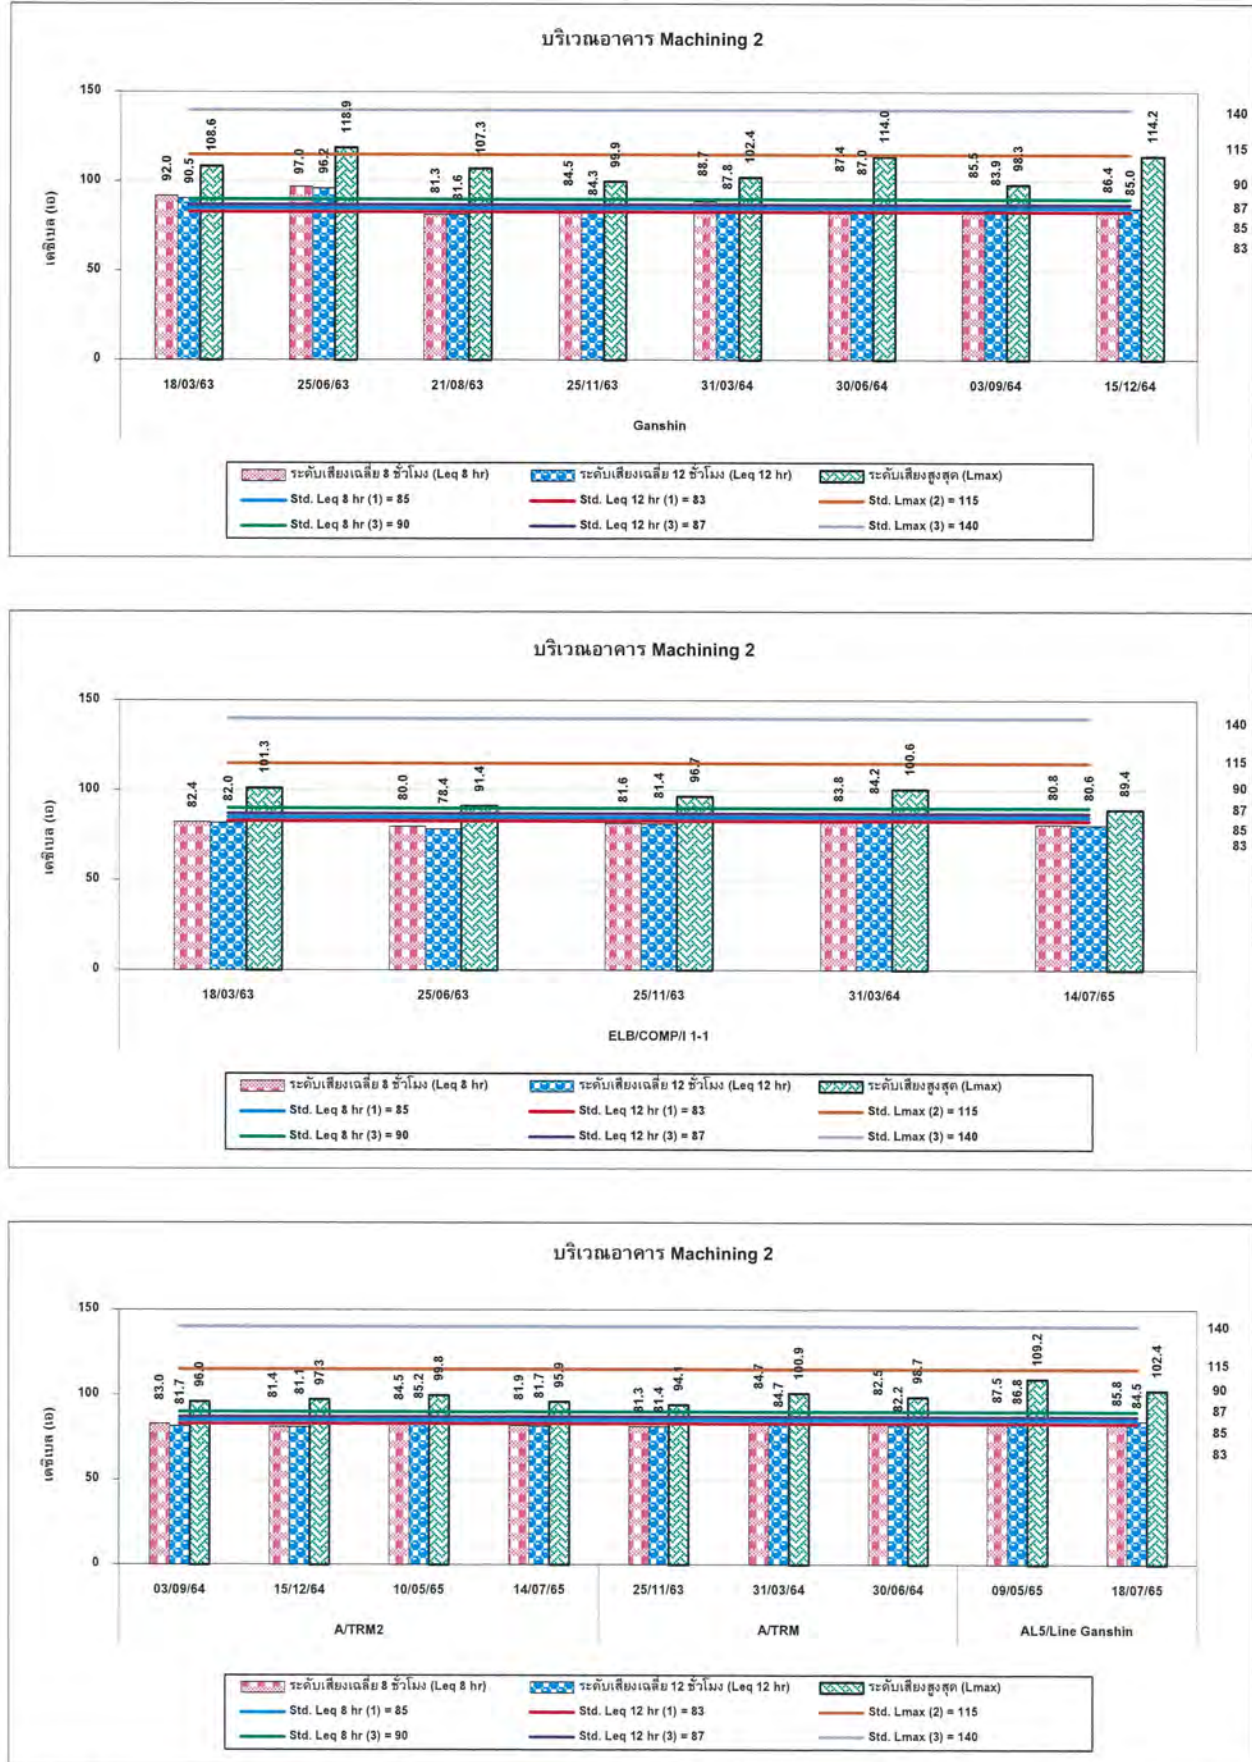 บริเวณอาคาร Machining 2
เดซิเบล (เอ)
150
100
50
0
92.0 90.5 108.6 97.0 96.2 118.9 81.3 81.6 107.3 84.5 84.3 99.9 88.7 87.8 102.4 87.4 87.0 114.0 85.5 83.9 98.3 86.4 85.0 114.2
140
115
90
87
85
83
18/03/63 25/06/63 21/08/63 25/11/63 31/03/64 30/06/64 03/09/64 15/12/64
Ganshin
ระดับเสียงเฉลี่ย 8 ชั่วโมง (Leq 8 hr) ระดับเสียงเฉลี่ย 12 ชั่วโมง (Leq 12 hr) ระดับเสียงสูงสุด (Lmax)
Std. Leq 8 hr (1) = 85 Std. Leq 12 hr (1) = 83 Std. Lmax (2) = 115
Std. Leq 8 hr (3) = 90 Std. Leq 12 hr (3) = 87 Std. Lmax (3) = 140
บริเวณอาคาร Machining 2
เดซิเบล (เอ)
150
100
50
0
82.4 82.0 101.3 80.0 78.4 91.4 81.6 81.4 96.7 83.8 84.2 100.6 80.8 80.6 89.4
140
115
90
87
85
83
18/03/63 25/06/63 25/11/63 31/03/64 14/07/65
ELB/COMP/I 1-1
ระดับเสียงเฉลี่ย 8 ชั่วโมง (Leq 8 hr) ระดับเสียงเฉลี่ย 12 ชั่วโมง (Leq 12 hr) ระดับเสียงสูงสุด (Lmax)
Std. Leq 8 hr (1) = 85 Std. Leq 12 hr (1) = 83 Std. Lmax (2) = 115
Std. Leq 8 hr (3) = 90 Std. Leq 12 hr (3) = 87 Std. Lmax (3) = 140
บริเวณอาคาร Machining 2
เดซิเบล (เอ)
150
100
50
0
83.0 81.7 96.0 81.4 81.1 97.3 84.5 85.2 99.8 81.9 81.7 95.9 81.3 81.4 94.1 84.7 84.7 100.9 82.5 82.2 98.7 87.5 86.8 109.2 85.8 84.5 102.4
140
115
90
87
85
83
03/09/64 15/12/64 10/05/65 14/07/65 25/11/63 31/03/64 30/06/64 09/05/65 18/07/65
A/TRM2 A/TRM AL5/Line Ganshin
ระดับเสียงเฉลี่ย 8 ชั่วโมง (Leq 8 hr) ระดับเสียงเฉลี่ย 12 ชั่วโมง (Leq 12 hr) ระดับเสียงสูงสุด (Lmax)
Std. Leq 8 hr (1) = 85 Std. Leq 12 hr (1) = 83 Std. Lmax (2) = 115
Std. Leq 8 hr (3) = 90 Std. Leq 12 hr (3) = 87 Std. Lmax (3) = 140